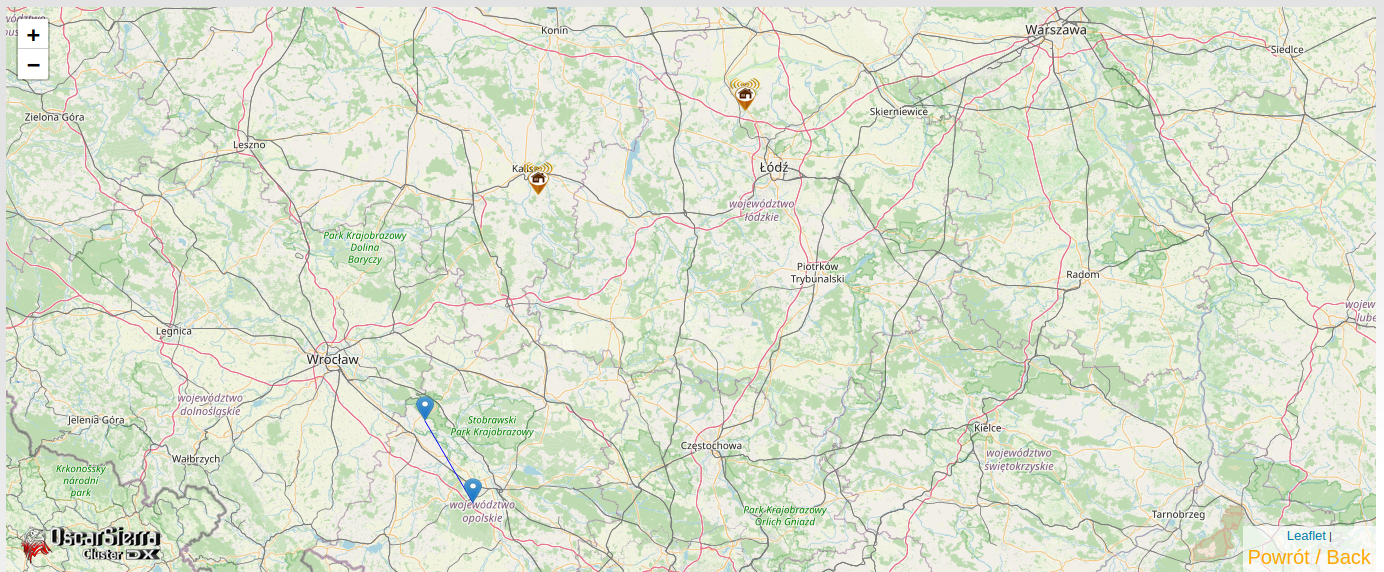 +
−
Konin
Warszawa
Siedlce
Zielona Góra
Skierniewice
Leszno
Łódź
województwo
łódzkie
Park Krajobrazowy
Dolina
Baryczy
Piotrków
Trybunalski
Radom
Legnica
Wrocław
województwo
dolnośląskie
Jelenia Góra
Stobrawski
Park Krajobrazowy
Kielce
Częstochowa
Wałbrzych
województwo
świętokrzyskie
Krkonošský
národní
park
województwo
opolskie
Park Krajobrazowy
Orlich Gniazd
Tarnobrzeg
OscarSierra
Cluster DX
Leaflet |
Powrót / Back